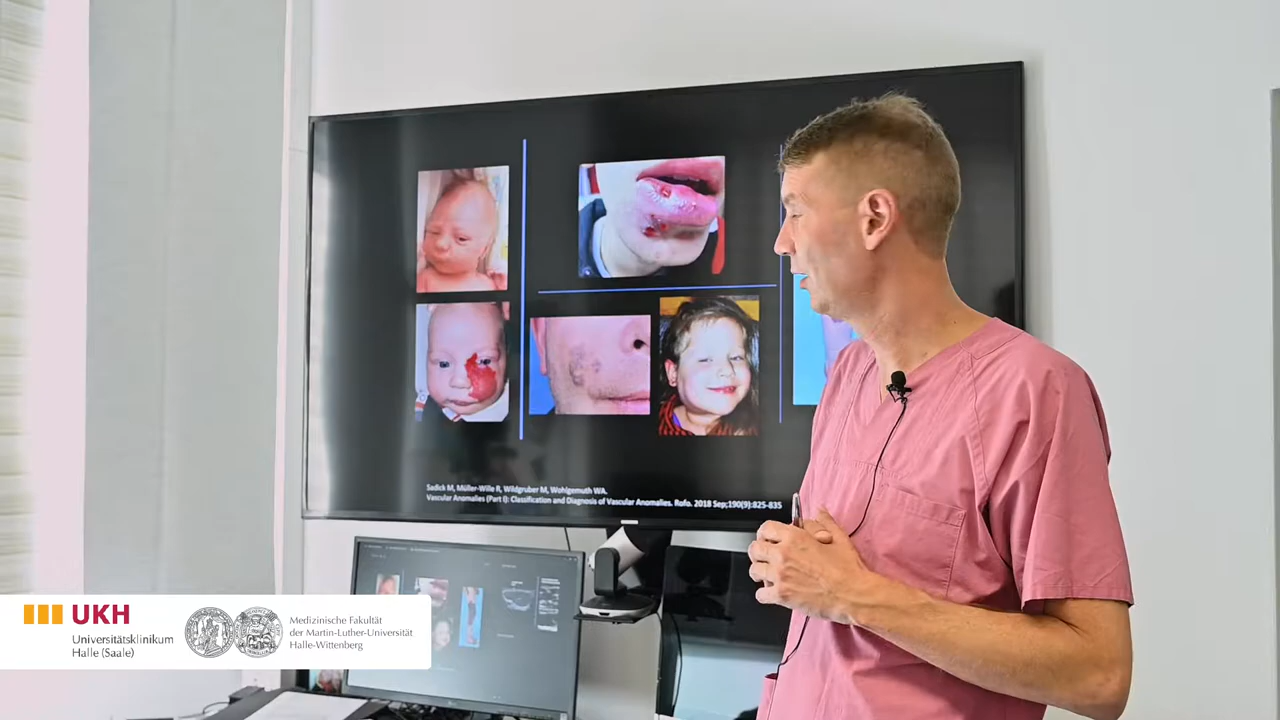 Sadick M, Müller-Wille R, Wildgruber M, Wohlgemuth WA.
Vascular Anomalies (Part I): Classification and Diagnosis of Vascular Anomalies. Rofo. 2018 Sep;190(9):825-835
UKH
Universitätsklinikum
Halle (Saale)
Medizinische Fakultät
der Martin-Luther-Universität
Halle-Wittenberg